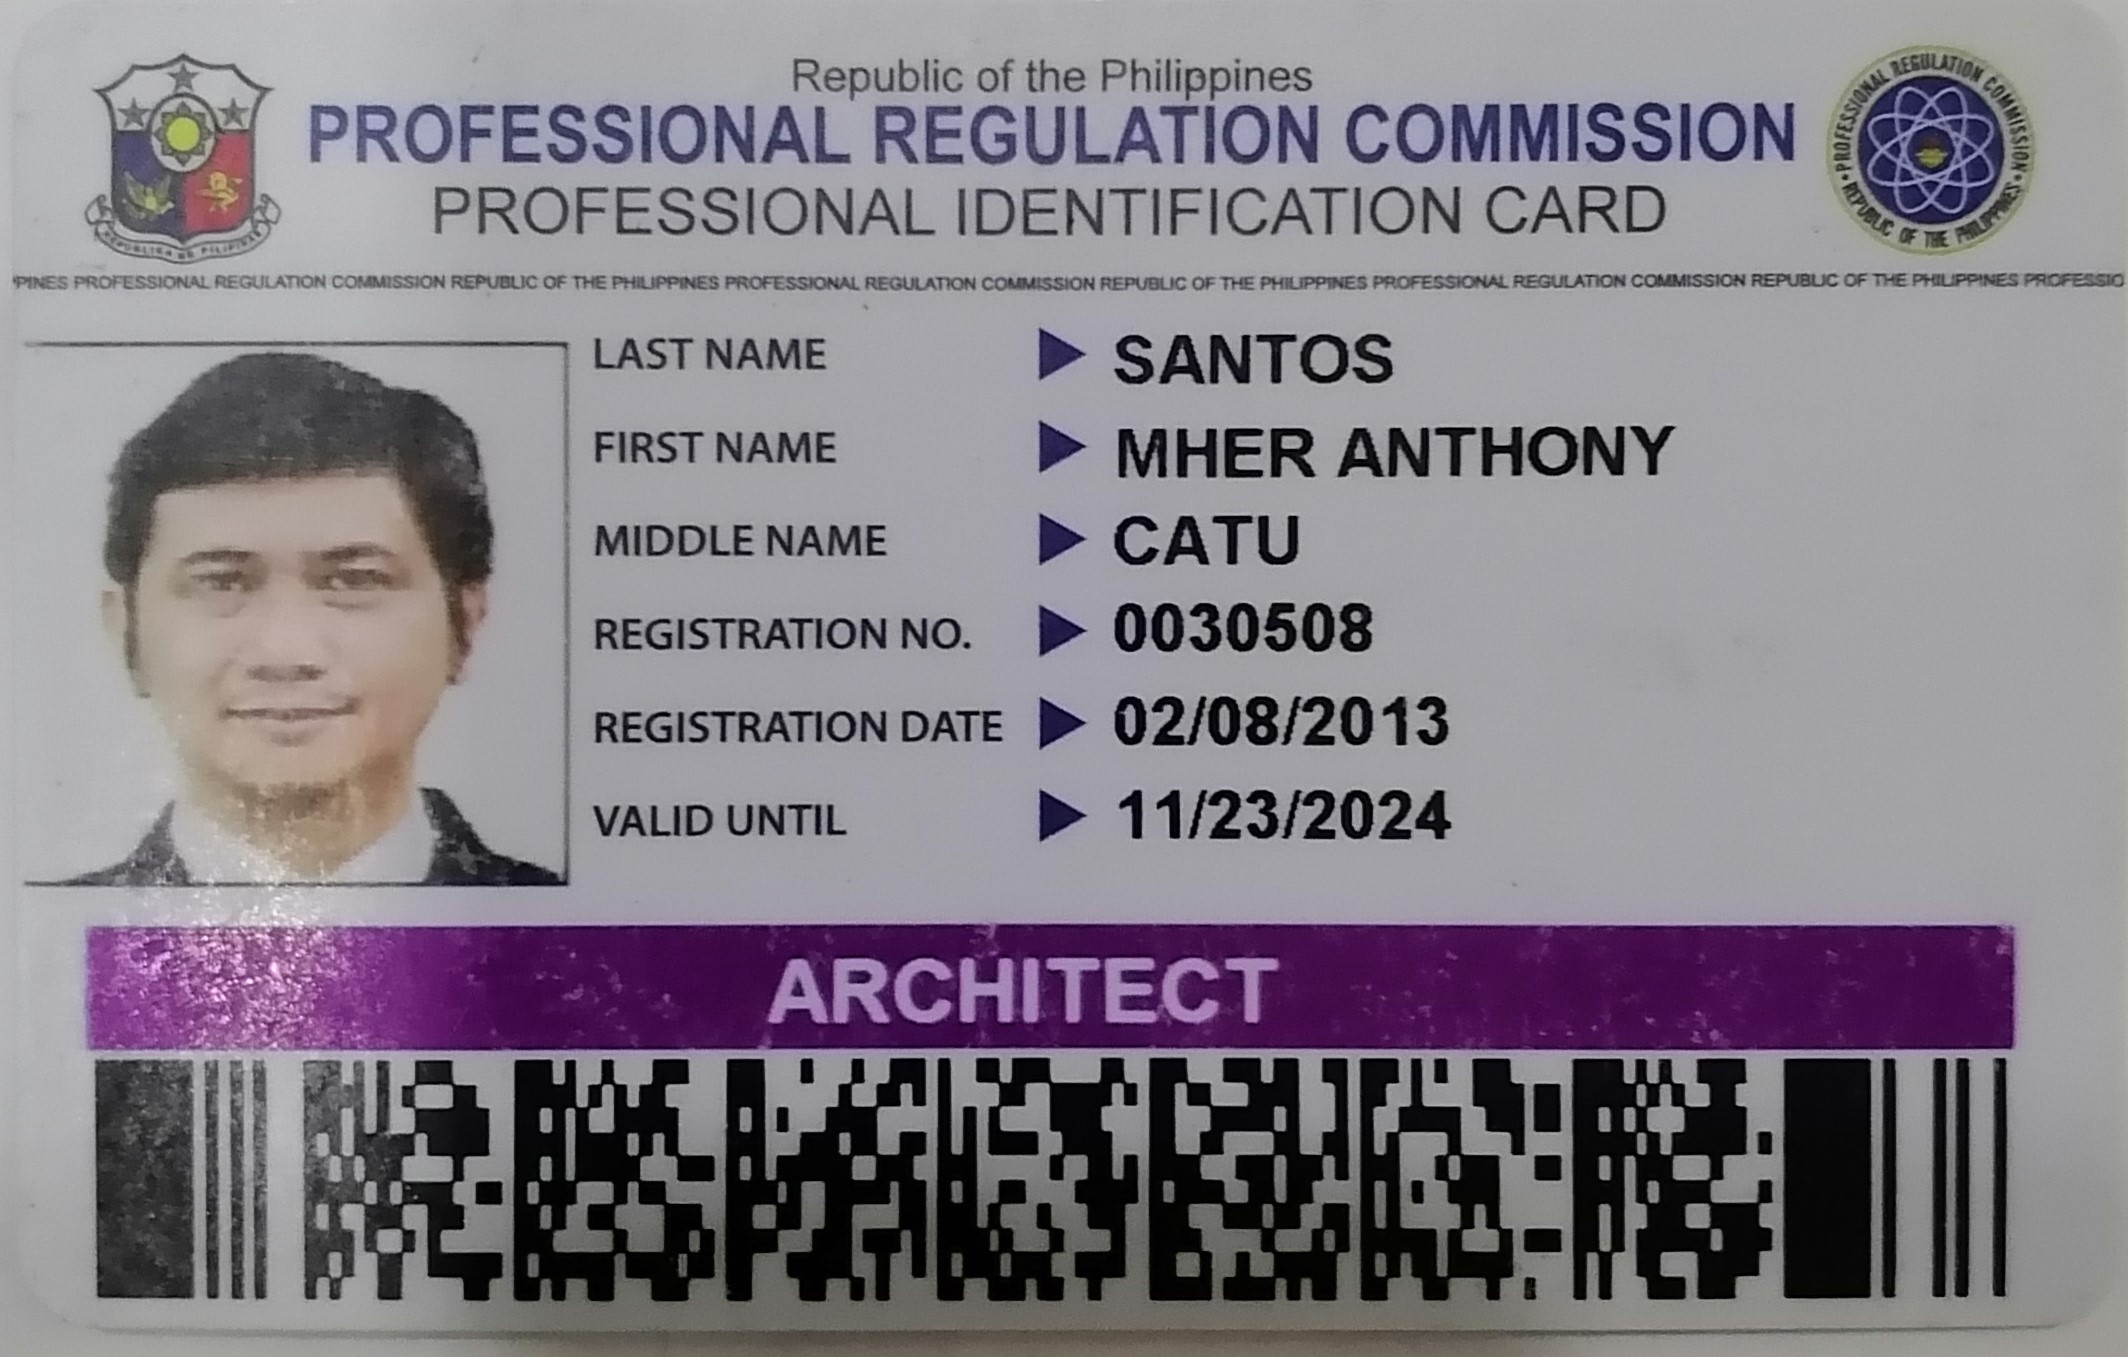 Republic of the Philippines
PROFESSIONAL REGULATION COMMISSION
PROFESSIONAL IDENTIFICATION CARD
REPUBLIKA NG PILIPINAS
PROFESSIONAL REGULATION COMMISSION • REPUBLIC OF THE PHILIPPINES •
PINES PROFESSIONAL REGULATION COMMISSION REPUBLIC OF THE PHILIPPINES PROFESSIONAL REGULATION COMMISSION REPUBLIC OF THE PHILIPPINES PROFESSIONAL REGULATION COMMISSION REPUBLIC OF THE PHILIPPINES PROFESSIO
LAST NAME SANTOS
FIRST NAME MHER ANTHONY
MIDDLE NAME CATU
REGISTRATION NO. 0030508
REGISTRATION DATE 02/08/2013
VALID UNTIL 11/23/2024
ARCHITECT